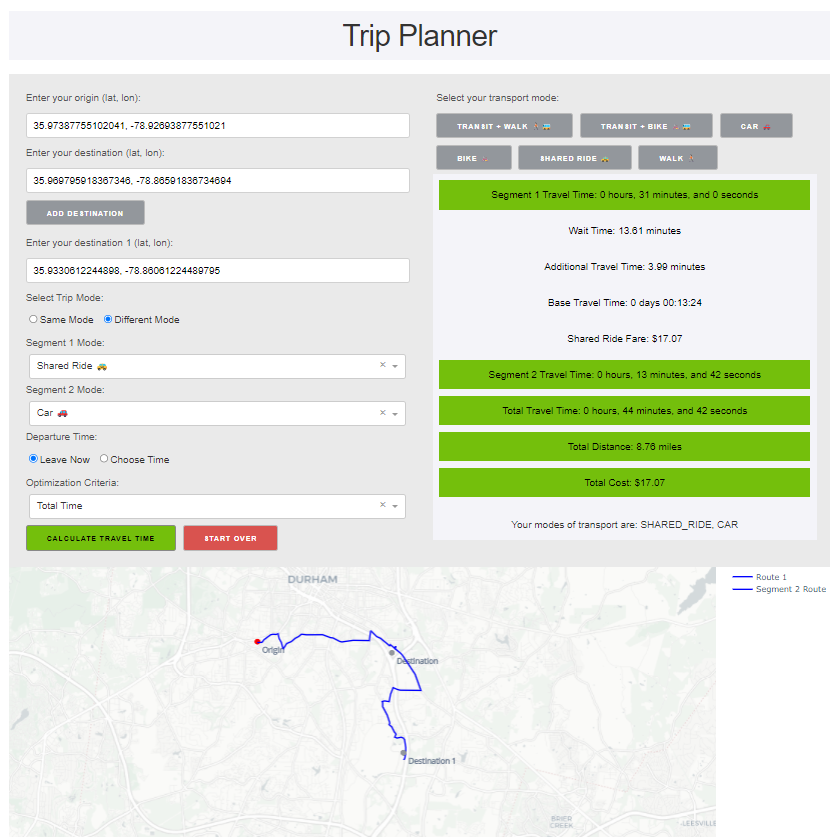 Trip Planner
Enter your origin (lat, lon):
35.97387755102041, -78.92693877551021
Enter your destination (lat, lon):
35.969795918367346, -78.86591836734694
ADD DESTINATION
Enter your destination 1 (lat, lon):
35.9330612244898, -78.86061224489795
Select Trip Mode:
Same Mode Different Mode
Segment 1 Mode:
Shared Ride 🚕 ×
Segment 2 Mode:
Car 🚗 ×
Departure Time:
Leave Now Choose Time
Optimization Criteria:
Total Time ×
CALCULATE TRAVEL TIME START OVER
Select your transport mode:
TRANSIT + WALK TRANSIT + BIKE CAR
BIKE SHARED RIDE WALK
Segment 1 Travel Time: 0 hours, 31 minutes, and 0 seconds
Wait Time: 13.61 minutes
Additional Travel Time: 3.99 minutes
Base Travel Time: 0 days 00:13:24
Shared Ride Fare: $17.07
Segment 2 Travel Time: 0 hours, 13 minutes, and 42 seconds
Total Travel Time: 0 hours, 44 minutes, and 42 seconds
Total Distance: 8.76 miles
Total Cost: $17.07
Your modes of transport are: SHARED_RIDE, CAR
DURHAM
Origin
Destination
Destination 1
BRIER
CREEK
LEESVILLE
Route 1
Segment 2 Route